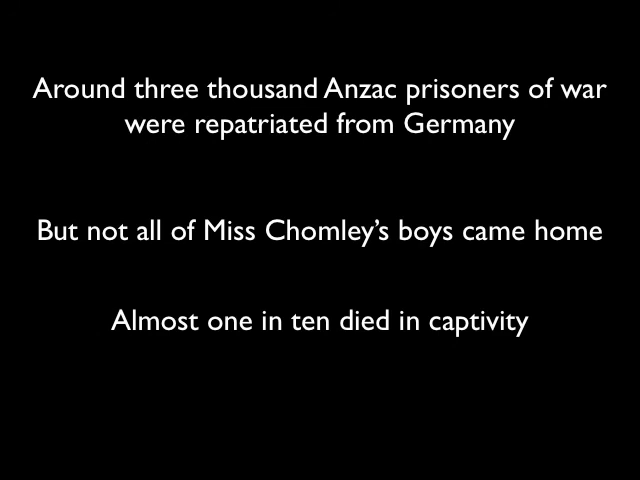 Around three thousand Anzac prisoners of war
were repatriated from Germany
But not all of Miss Chomley’s boys came home
Almost one in ten died in captivity